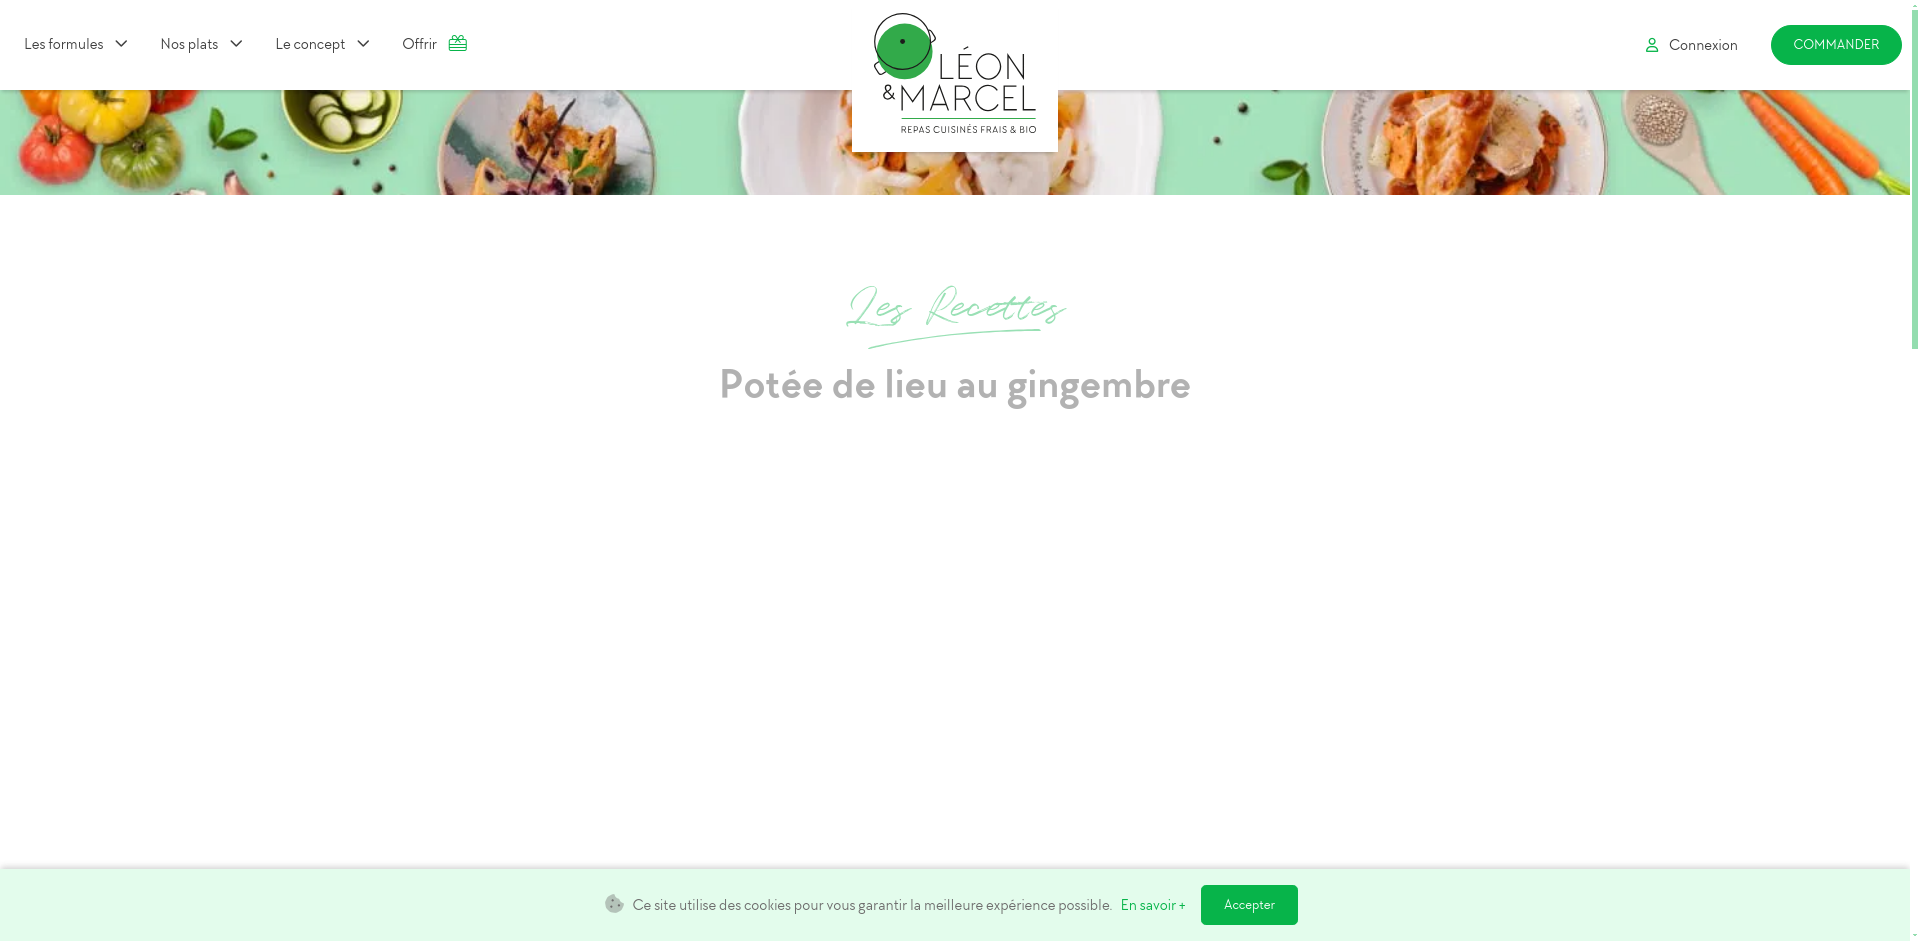 Les formules
Nos plats
Le concept
Offrir
LÉON
& MARCEL
REPAS CUISINÉS FRAIS & BIO
Connexion
COMMANDER
Les Recettes
Potée de lieu au gingembre
Ce site utilise des cookies pour vous garantir la meilleure expérience possible. En savoir +
Accepter